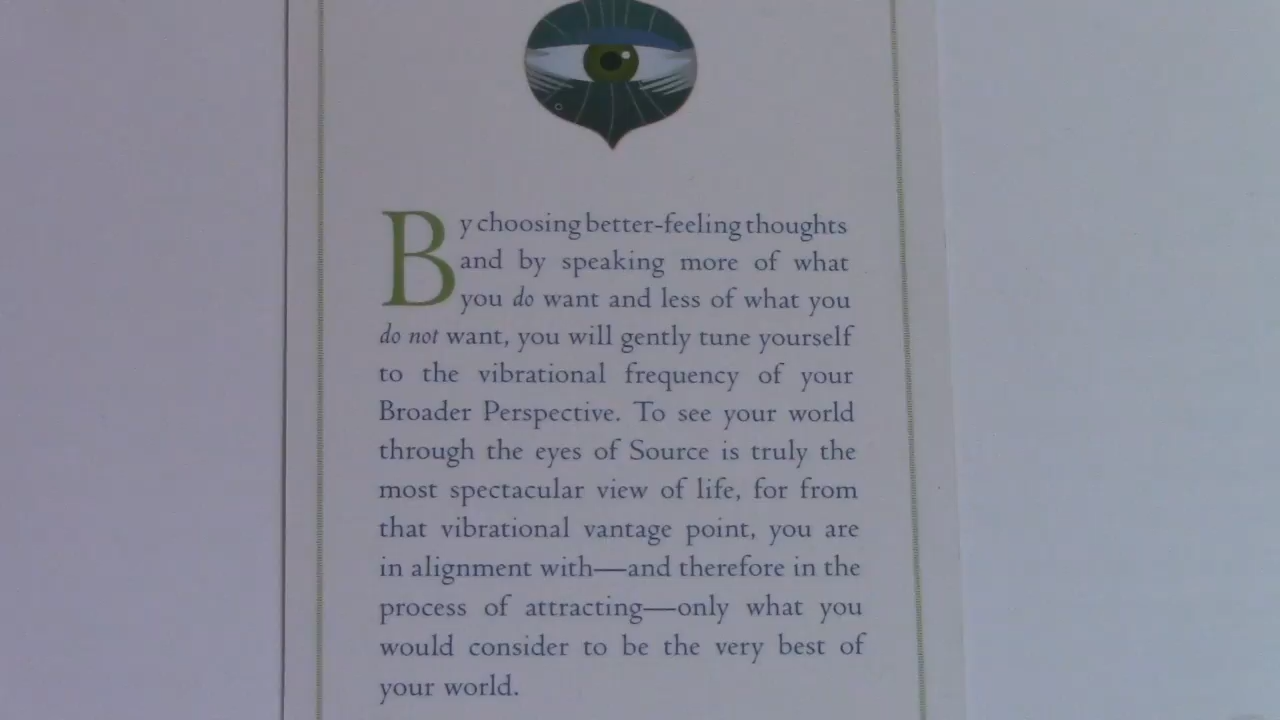 By choosing better-feeling thoughts
and by speaking more of what
you do want and less of what you
do not want, you will gently tune yourself
to the vibrational frequency of your
Broader Perspective. To see your world
through the eyes of Source is truly the
most spectacular view of life, for from
that vibrational vantage point, you are
in alignment with—and therefore in the
process of attracting—only what you
would consider to be the very best of
your world.